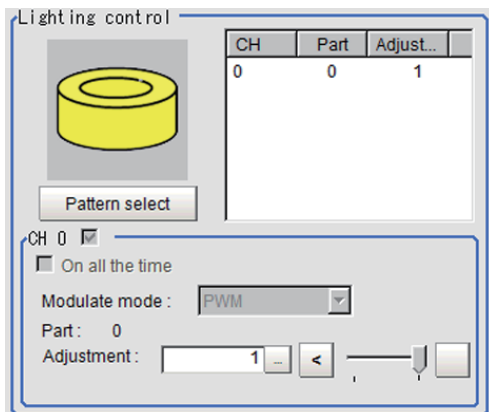 Lighting control
CH Part Adjust...
0 0 1
Pattern select
CH 0
On all the time
Modulate mode : PWM
Part : 0
Adjustment : 1 ... <